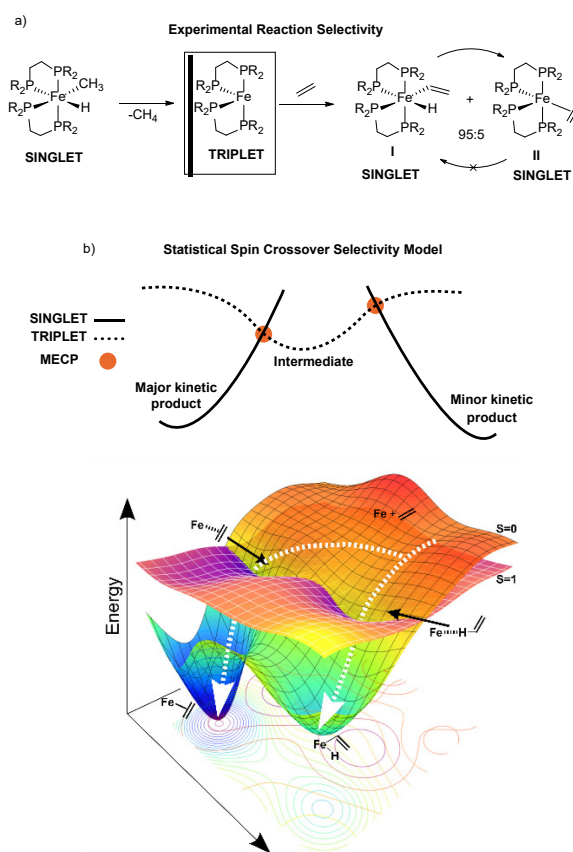 a)
Experimental Reaction Selectivity
PR2
R2P
Fe
CH3
R2P
H
PR2
SINGLET
-CH4
PR2
R2P
Fe
R2P
PR2
TRIPLET
PR2
R2P
Fe
R2P
H
PR2
I
SINGLET
+
95:5
PR2
R2P
Fe
R2P
PR2
II
SINGLET
b)
Statistical Spin Crossover Selectivity Model
SINGLET
TRIPLET
MECP
Intermediate
Major kinetic
product
Minor kinetic
product
Energy
Fe
Fe +
S=0
S=1
Fe H
Fe
Fe
H